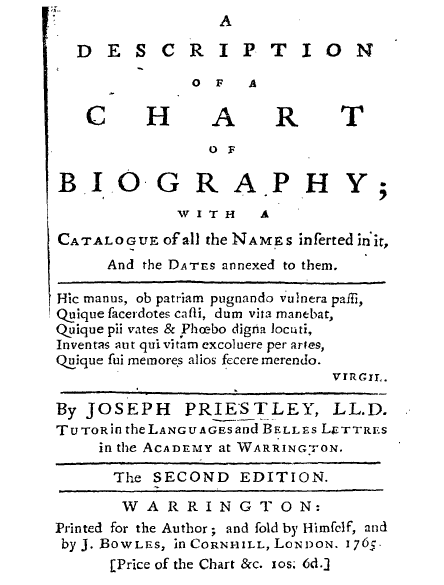 A
DESCRIPTION
OF A
CHART
OF
BIOGRAPHY;
WITH A
CATALOGUE of all the NAMES inſerted in it,
And the DATES annexed to them.
Hic manus, ob patriam pugnando vulnera paſſi,
Quique ſacerdotes caſti, dum vita manebat,
Quique pii vates & Phœbo digna locuti,
Inventas aut qui vitam excoluere per artes,
Quique ſui memores alios fecere merendo.
VIRGIL.
By JOSEPH PRIESTLEY, LL.D.
TUTOR in the LANGUAGES and BELLES LETTRES
in the ACADEMY at WARRINGTON.
The SECOND EDITION.
WARRINGTON:
Printed for the Author; and ſold by Himſelf, and
by J. BOWLES, in CORNHILL, LONDON. 1765.
[Price of the Chart &c. 10s. 6d.]